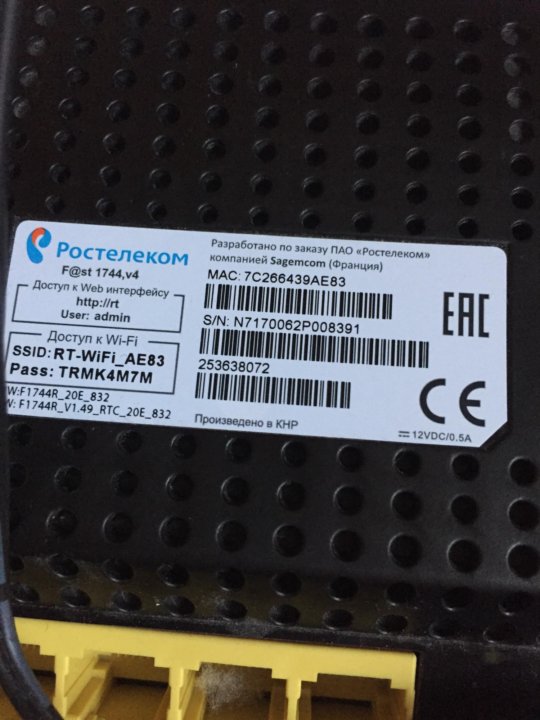 Ростелеком
F@st 1744,v4
Доступ к Web интерфейсу
http://rt
User: admin
Доступ к Wi-Fi
SSID: RT-WiFi_AE83
Pass: TRMK4M7M
W:F1744R_20E_832
W: F1744R_V1.49_RTC_20E_832
Разработано по заказу ПАО «Ростелеком»
компанией Sagemcom (Франция)
MAC: 7C266439AE83
S/N: N7170062P008391
253638072
Произведено в КНР
EAC
CE
12VDC/0.5A